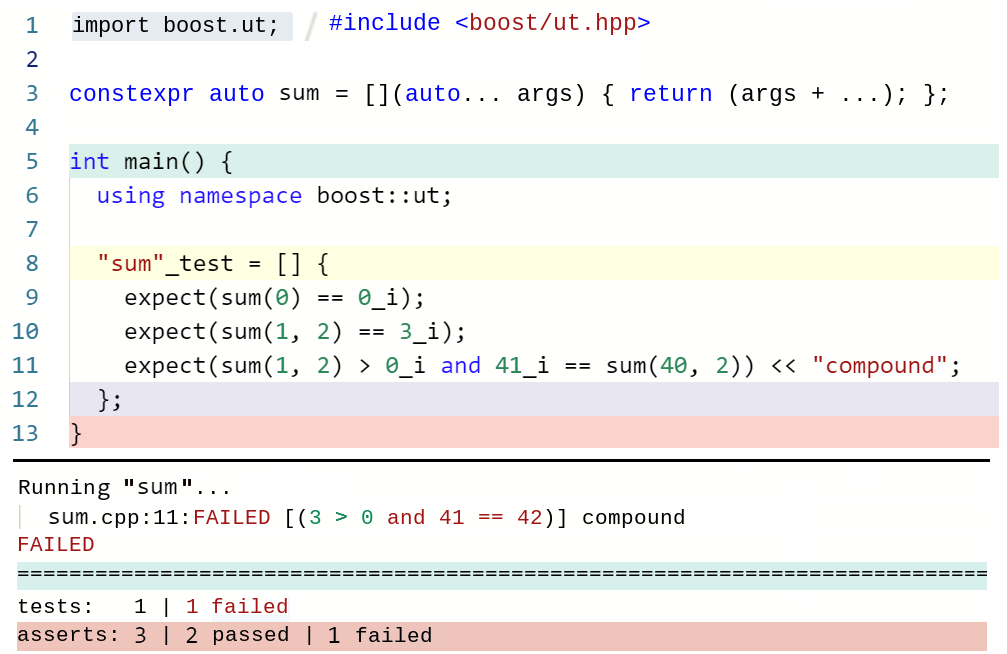 1 import boost.ut; / #include <boost/ut.hpp>
2
3 constexpr auto sum = [](auto... args) { return (args + ...); };
4
5 int main() {
6   using namespace boost::ut;
7
8   "sum"_test = [] {
9     expect(sum(0) == 0_i);
10     expect(sum(1, 2) == 3_i);
11     expect(sum(1, 2) > 0_i and 41_i == sum(40, 2)) << "compound";
12   };
13 }
Running "sum"...
  sum.cpp:11:FAILED [(3 > 0 and 41 == 42)] compound
FAILED
===========================================================================
tests:   1 | 1 failed
asserts: 3 | 2 passed | 1 failed